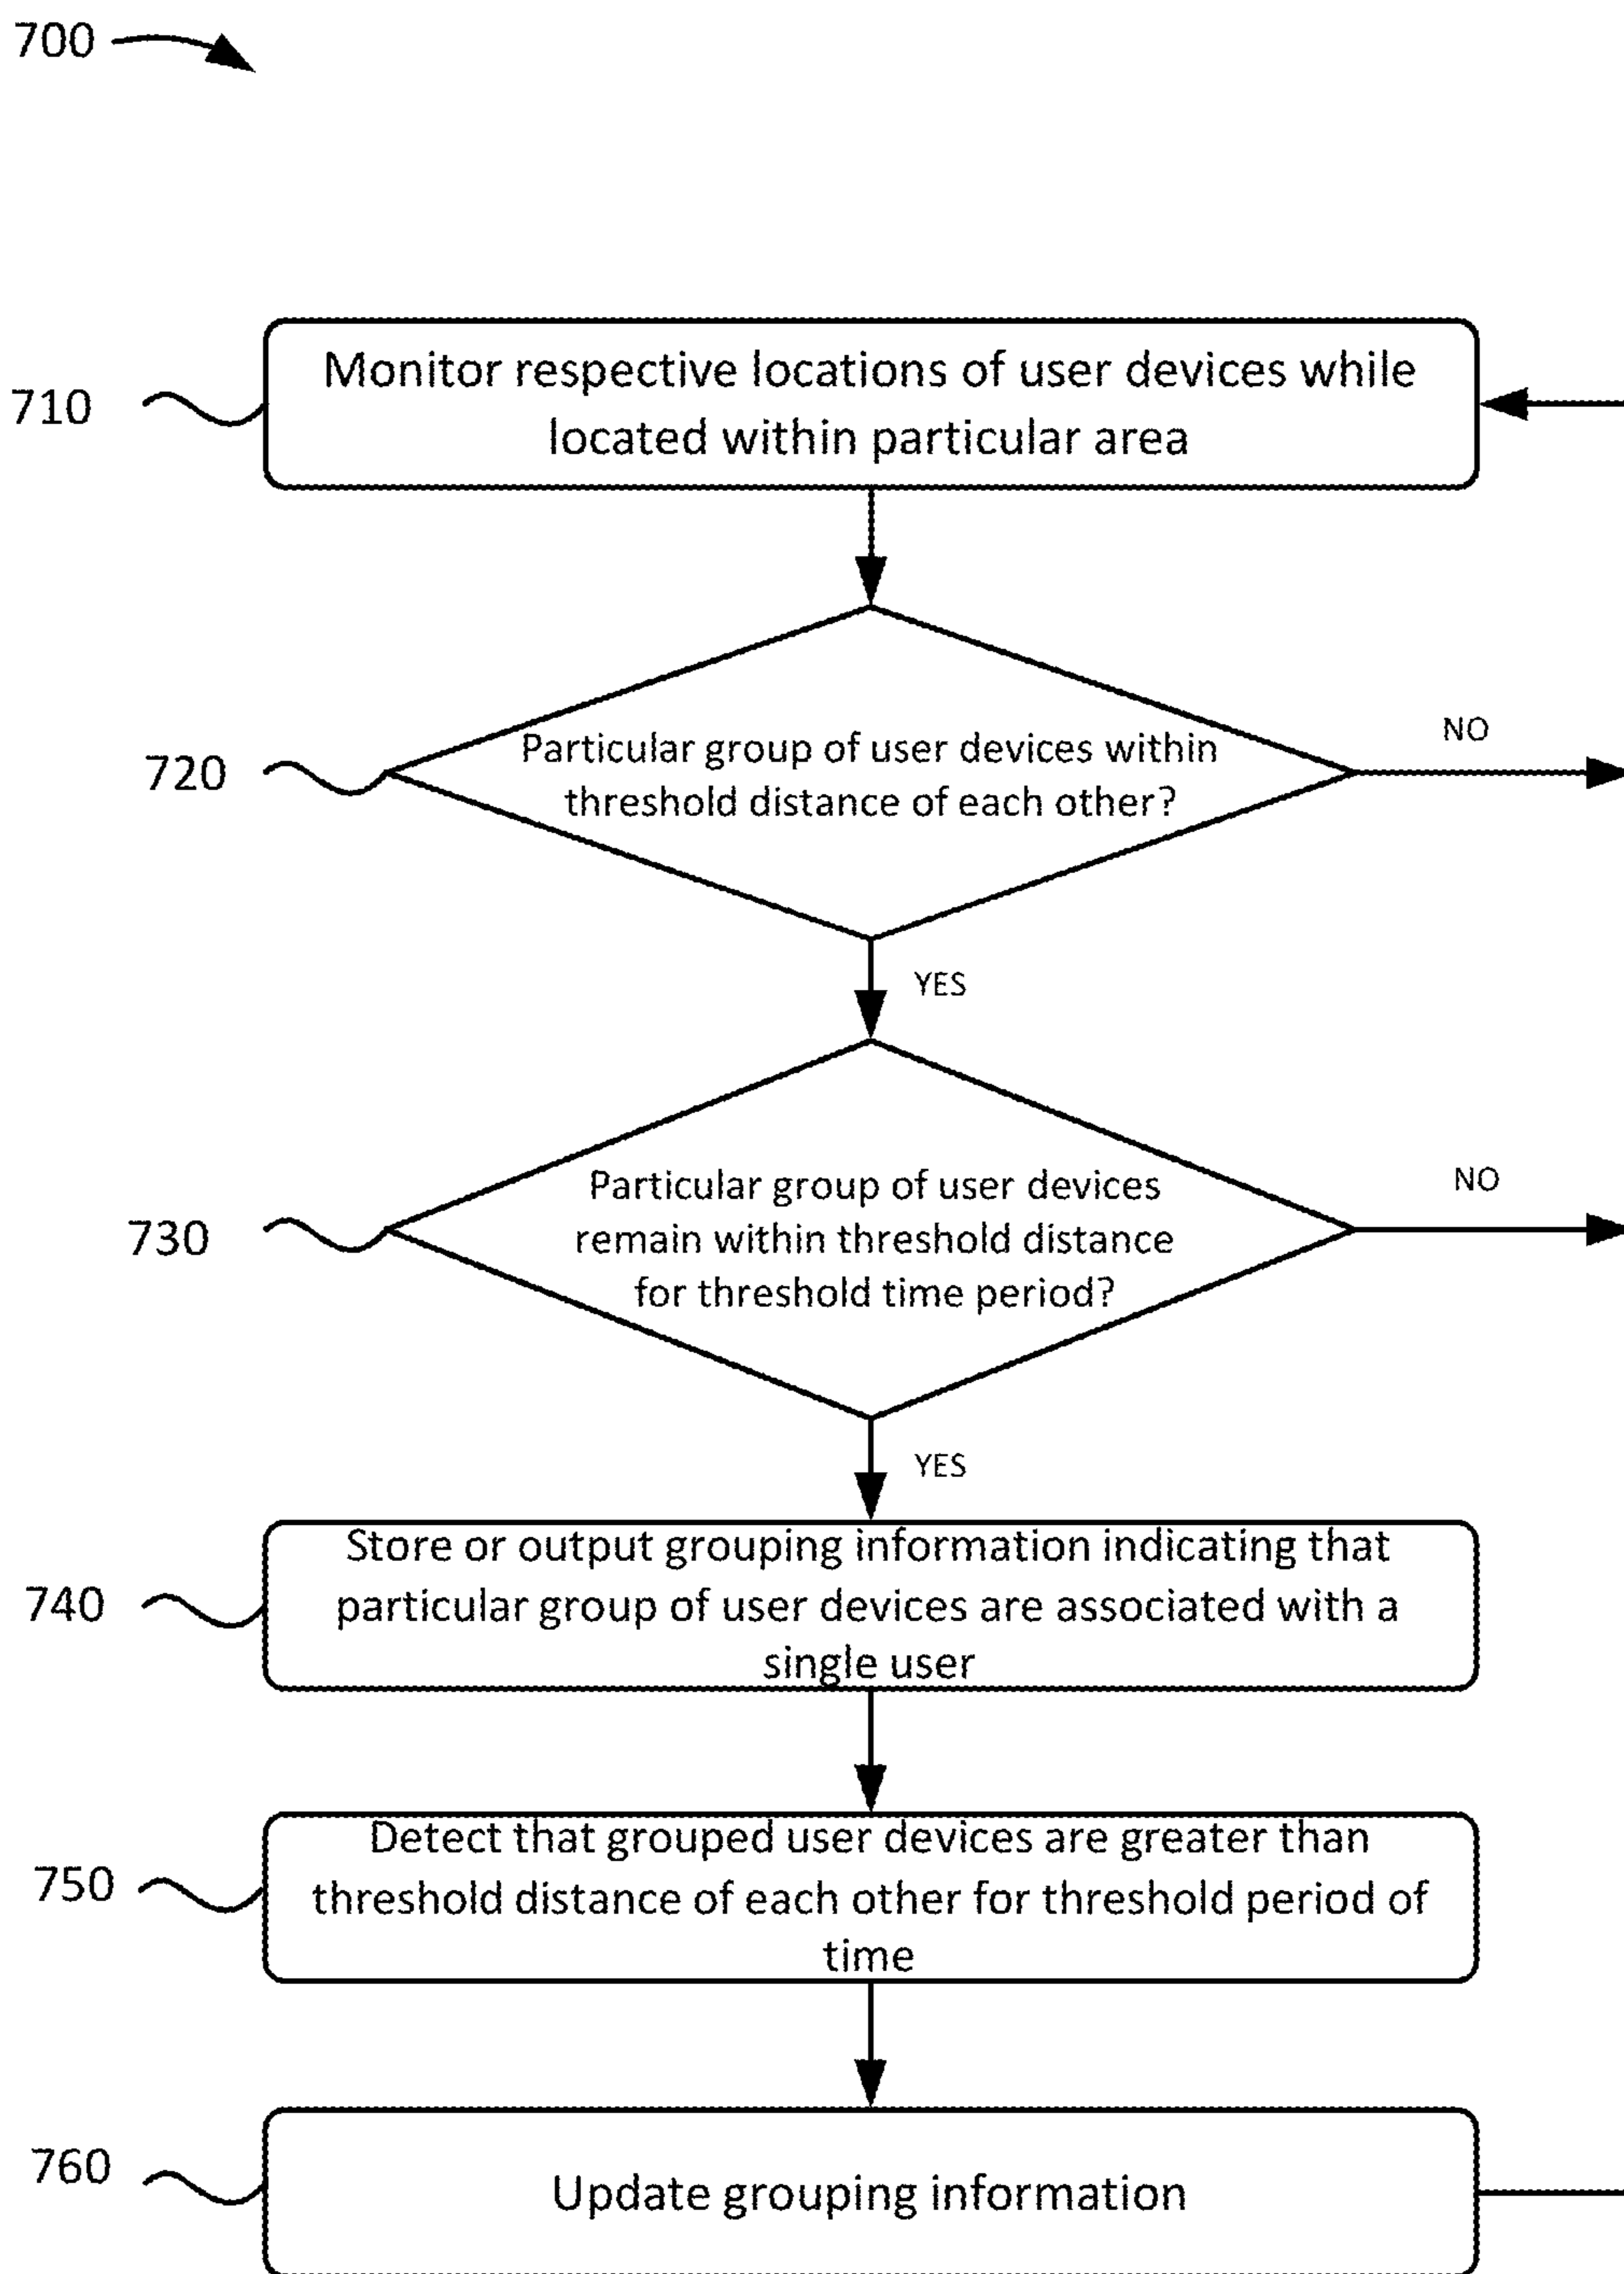 700
710
Monitor respective locations of user devices while
located within particular area
720
Particular group of user devices within
threshold distance of each other?
NO
YES
730
Particular group of user devices
remain within threshold distance
for threshold time period?
NO
YES
740
Store or output grouping information indicating that
particular group of user devices are associated with a
single user
750
Detect that grouped user devices are greater than
threshold distance of each other for threshold period of
time
760
Update grouping information